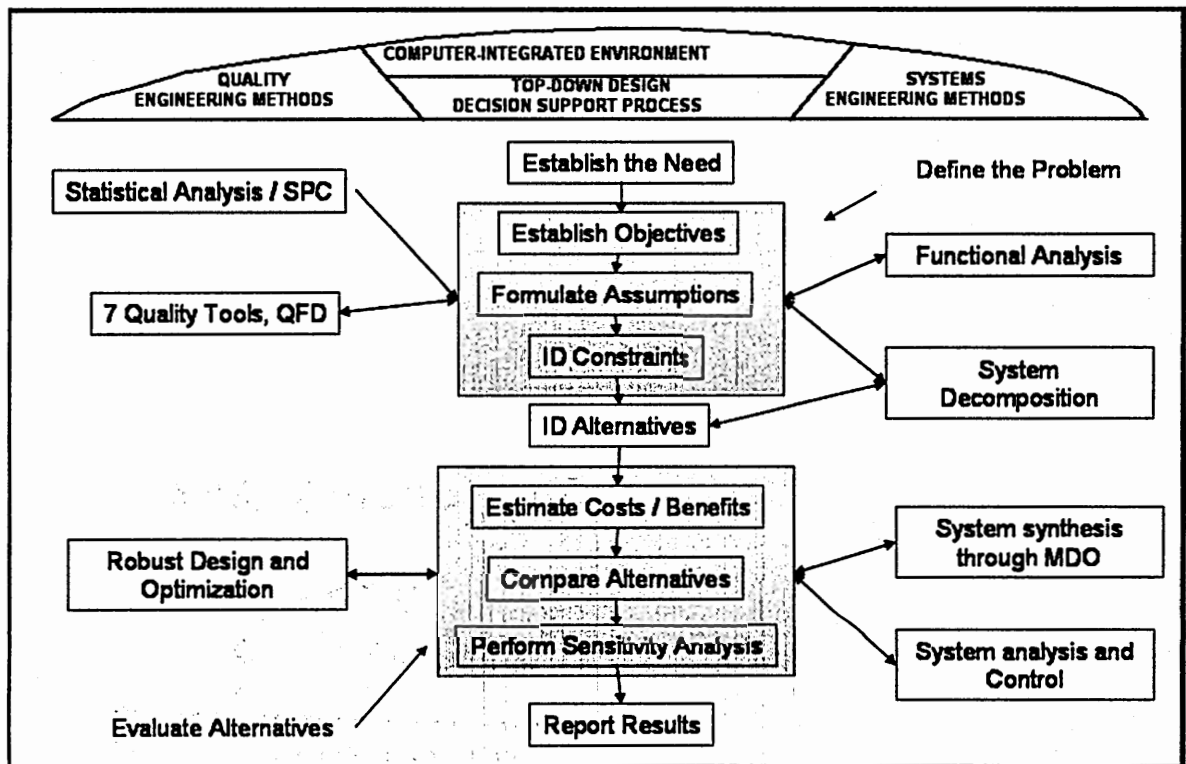 COMPUTER-INTEGRATED ENVIRONMENT
QUALITY
ENGINEERING METHODS
TOP-DOWN DESIGN
DECISION SUPPORT PROCESS
SYSTEMS
ENGINEERING METHODS
Establish the Need
Define the Problem
Statistical Analysis / SPC
Establish Objectives
Functional Analysis
Formulate Assumptions
7 Quality Tools, QFD
ID Constraints
System
Decomposition
ID Alternatives
Estimate Costs / Benefits
System synthesis
through MDO
Robust Design and
Optimization
Compare Alternatives
Perform Sensitivity Analysis
System analysis and
Control
Evaluate Alternatives
Report Results